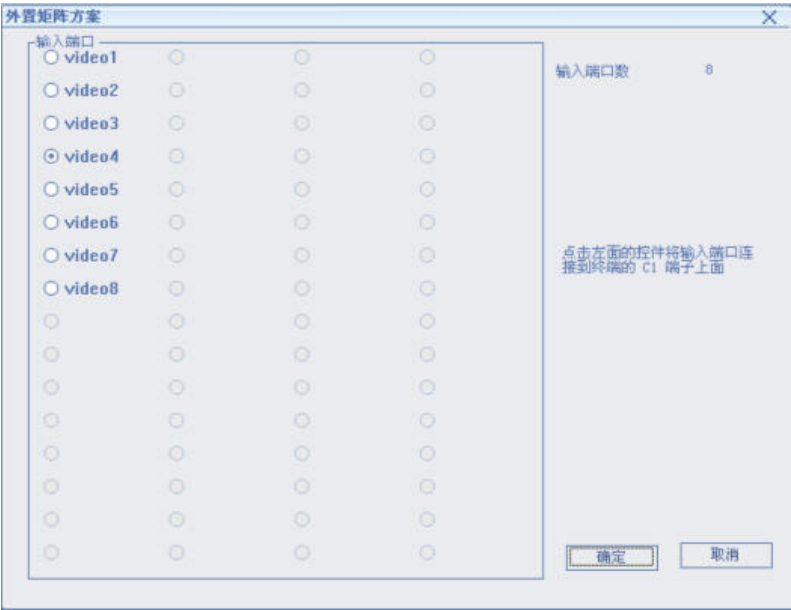 外置矩阵方案
输入端口
video1
输入端口数 8
video2
video3
video4
video5
video6
video7
点击左面的控件将输入端口连
接到终端的 C1 端子上面
video8
确定 取消